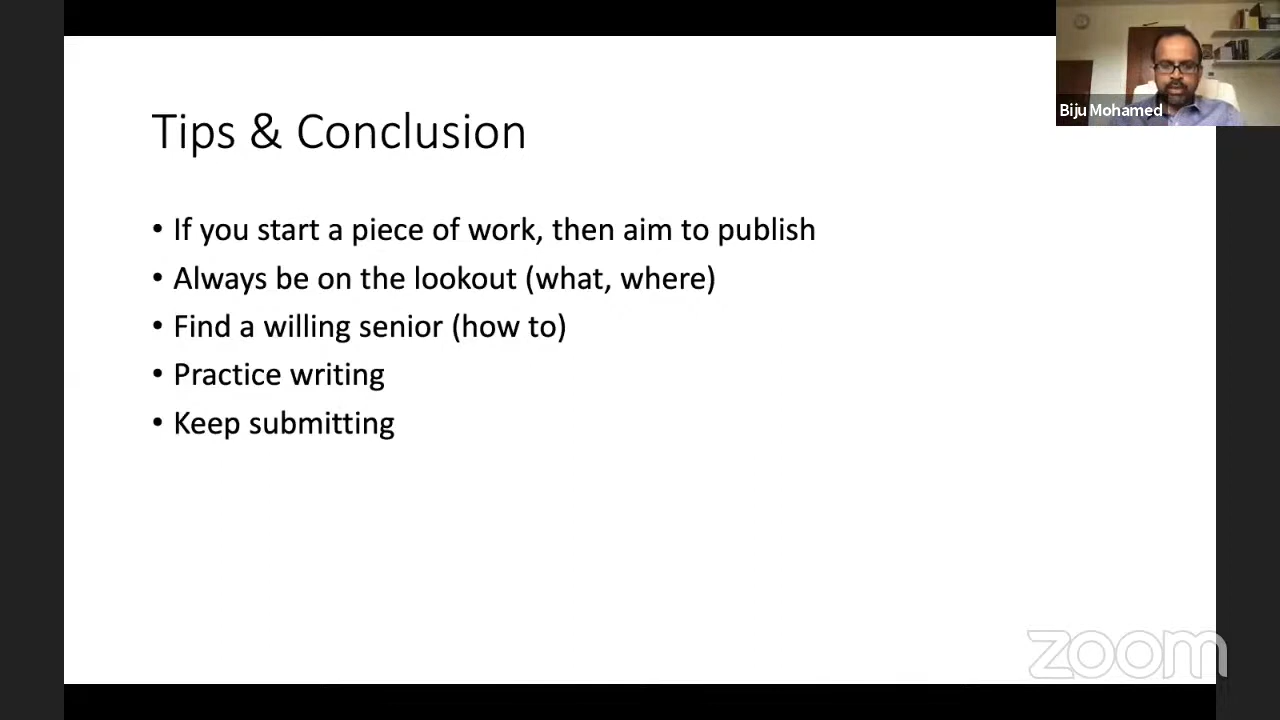 Biju Mohamed
Tips & Conclusion
• If you start a piece of work, then aim to publish
• Always be on the lookout (what, where)
• Find a willing senior (how to)
• Practice writing
• Keep submitting
zoom